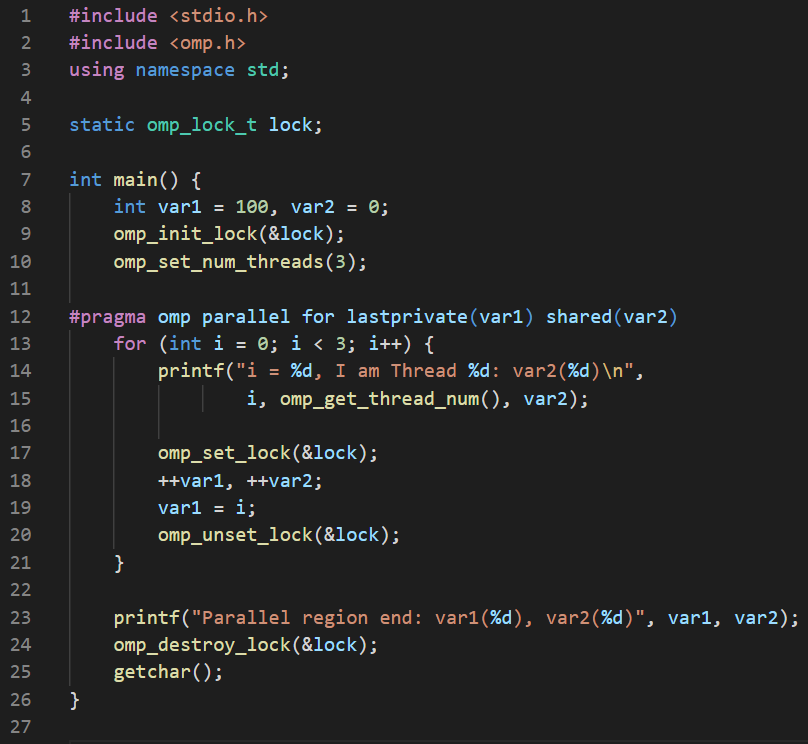 1 #include <stdio.h>
2 #include <omp.h>
3 using namespace std;
4
5 static omp_lock_t lock;
6
7 int main() {
8     int var1 = 100, var2 = 0;
9     omp_init_lock(&lock);
10     omp_set_num_threads(3);
11
12 #pragma omp parallel for lastprivate(var1) shared(var2)
13     for (int i = 0; i < 3; i++) {
14         printf("i = %d, I am Thread %d: var2(%d)\n",
15                 i, omp_get_thread_num(), var2);
16
17         omp_set_lock(&lock);
18         ++var1, ++var2;
19         var1 = i;
20         omp_unset_lock(&lock);
21     }
22
23     printf("Parallel region end: var1(%d), var2(%d)", var1, var2);
24     omp_destroy_lock(&lock);
25     getchar();
26 }
27